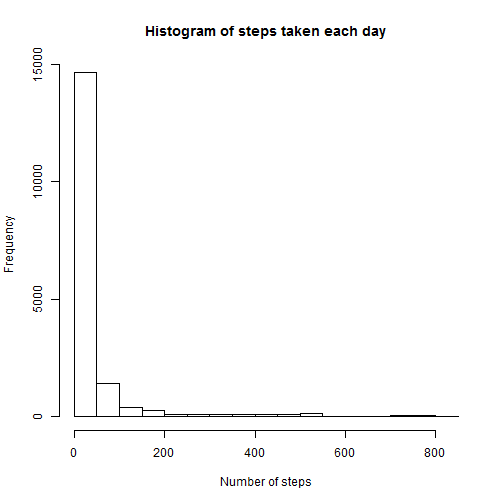 Histogram of steps taken each day
15000
10000
5000
0
Frequency
0 200 400 600 800
Number of steps